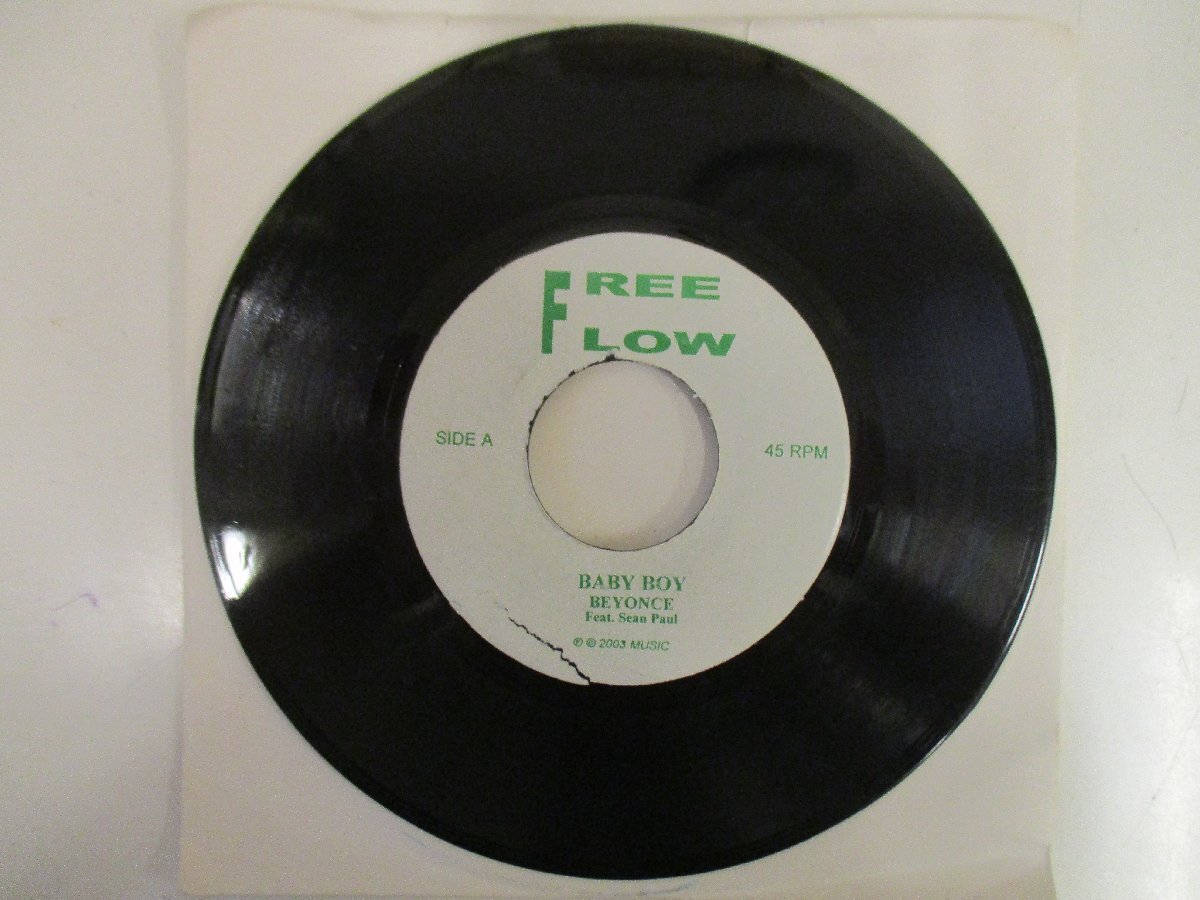 FREE
FLOW
SIDE A
45 RPM
BABY BOY
BEYONCE
Feat. Sean Paul
℗ © 2003 MUSIC